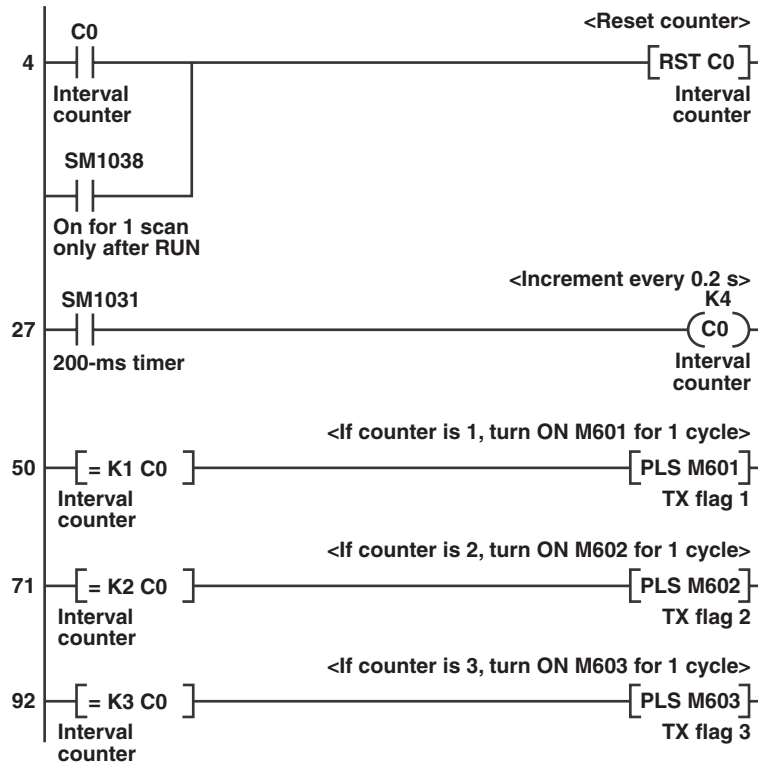 <Reset counter>
C0
4
RST C0
Interval
counter
Interval
counter
SM1038
On for 1 scan
only after RUN
<Increment every 0.2 s>
SM1031
K4
27
C0
200-ms timer
Interval
counter
<If counter is 1, turn ON M601 for 1 cycle>
50
= K1 C0
PLS M601
Interval
counter
TX flag 1
<If counter is 2, turn ON M602 for 1 cycle>
71
= K2 C0
PLS M602
Interval
counter
TX flag 2
<If counter is 3, turn ON M603 for 1 cycle>
92
= K3 C0
PLS M603
Interval
counter
TX flag 3